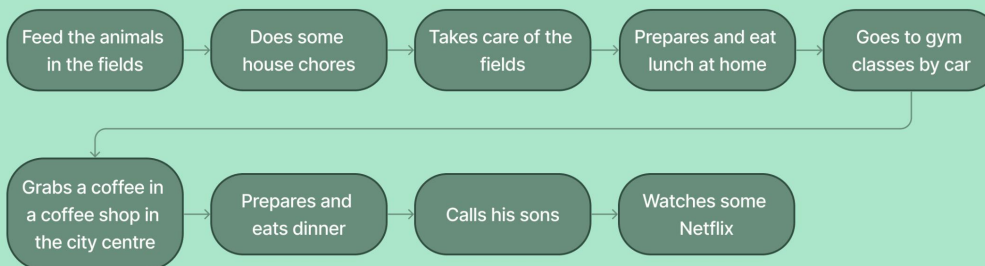 Feed the animals
in the fields
Does some
house chores
Takes care of the
fields
Prepares and eat
lunch at home
Goes to gym
classes by car
Grabs a coffee in
a coffee shop in
the city centre
Prepares and
eats dinner
Calls his sons
Watches some
Netflix